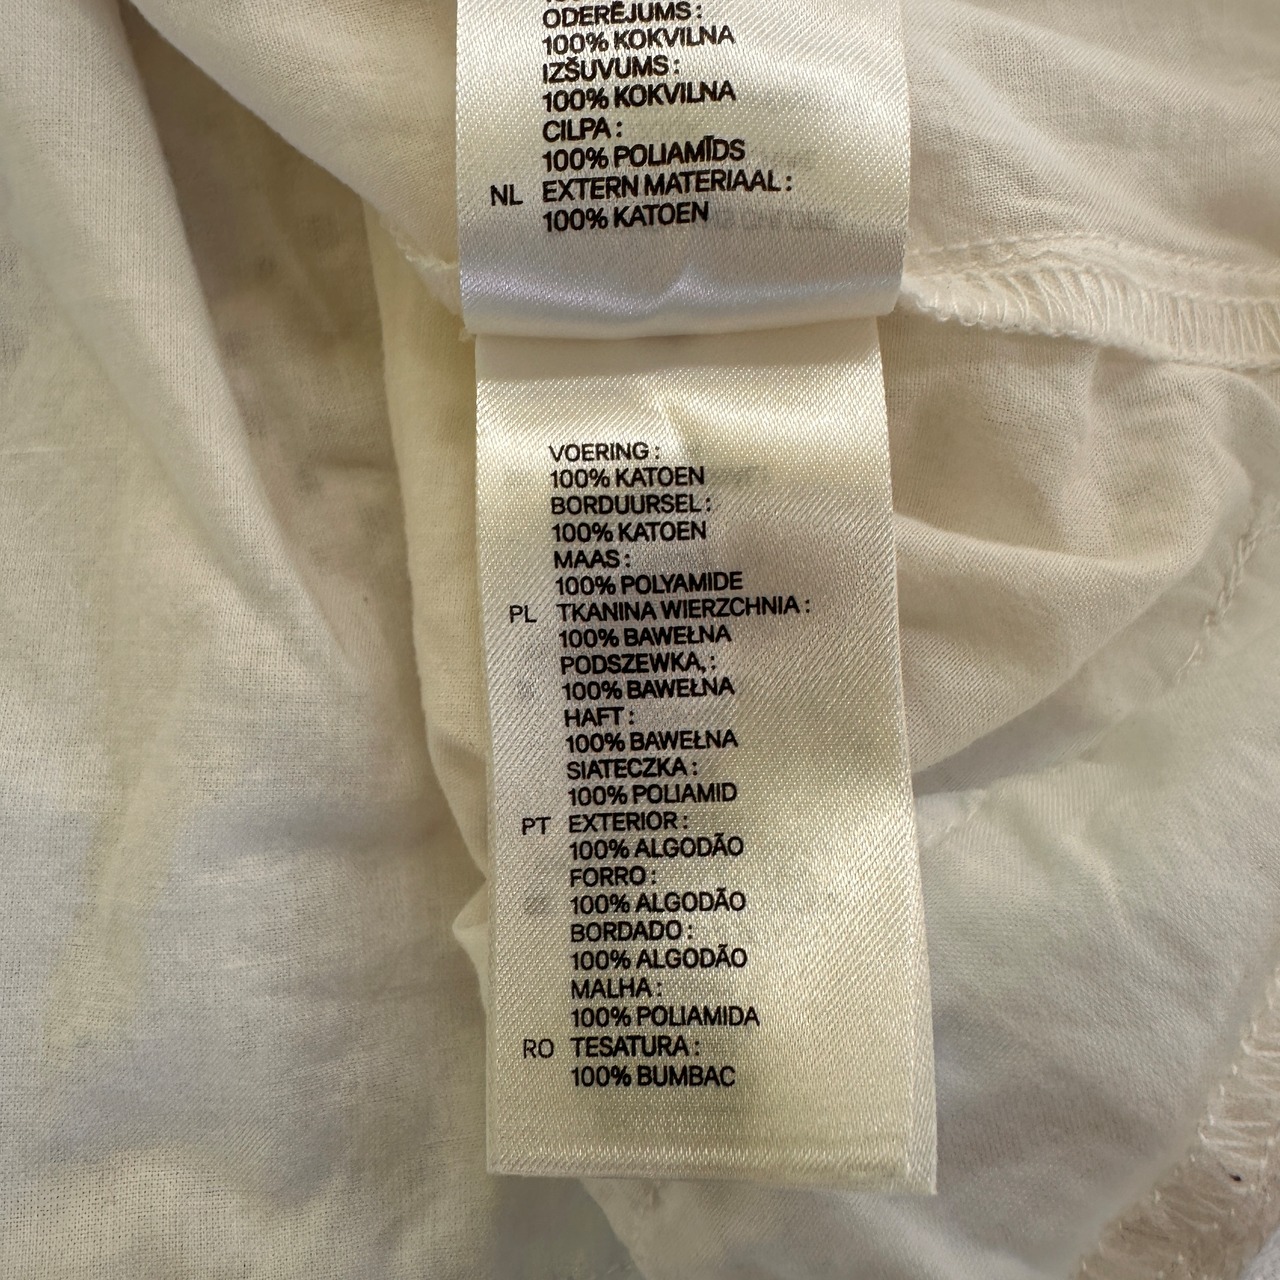 ODERĒJUMS:
100% KOKVILNA
IZŠUVUMS:
100% KOKVILNA
CILPA:
100% POLIAMĪDS
NL EXTERN MATERIAAL:
100% KATOEN
VOERING:
100% KATOEN
BORDUURSEL:
100% KATOEN
MAAS:
100% POLYAMIDE
PL TKANINA WIERZCHNIA:
100% BAWEŁNA
PODSZEWKA,:
100% BAWEŁNA
HAFT:
100% BAWEŁNA
SIATECZKA:
100% POLIAMID
PT EXTERIOR:
100% ALGODÃO
FORRO:
100% ALGODÃO
BORDADO:
100% ALGODÃO
MALHA:
100% POLIAMIDA
RO TESATURA:
100% BUMBAC